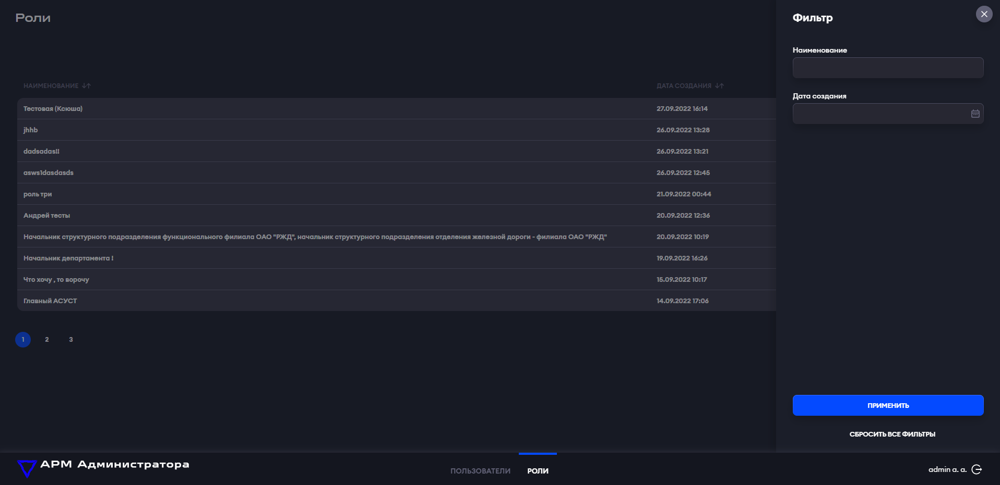 Роли
НАИМЕНОВАНИЕ ДАТА СОЗДАНИЯ
Тестовая (Ксюша) 27.09.2022 16:14
jhhb 26.09.2022 13:28
dadsadas!! 26.09.2022 13:21
asws1dasdasds 26.09.2022 12:45
роль три 21.09.2022 00:44
Андрей тесты 20.09.2022 12:36
Начальник структурного подразделения функционального филиала ОАО "РЖД", начальник структурного подразделения отделения железной дороги - филиала ОАО "РЖД" 20.09.2022 10:19
Начальник департамента ! 19.09.2022 16:26
Что хочу , то ворочу 15.09.2022 10:17
Главный АСУСТ 14.09.2022 17:06
1 2 3
Фильтр
Наименование
Дата создания
ПРИМЕНИТЬ
СБРОСИТЬ ВСЕ ФИЛЬТРЫ
АРМ Администратора
ПОЛЬЗОВАТЕЛИ РОЛИ
admin a. a.